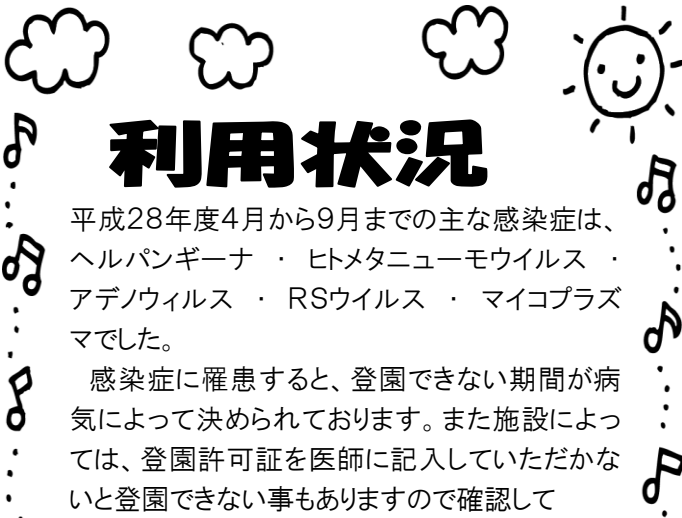 利用状況
平成28年度4月から9月までの主な感染症は、
ヘルパンギーナ ・ ヒトメタニューモウイルス ・
アデノウィルス ・ RSウイルス ・ マイコプラズ
マでした。
感染症に罹患すると、登園できない期間が病
気によって決められております。また施設によっ
ては、登園許可証を医師に記入していただかな
いと登園できない事もありますので確認して